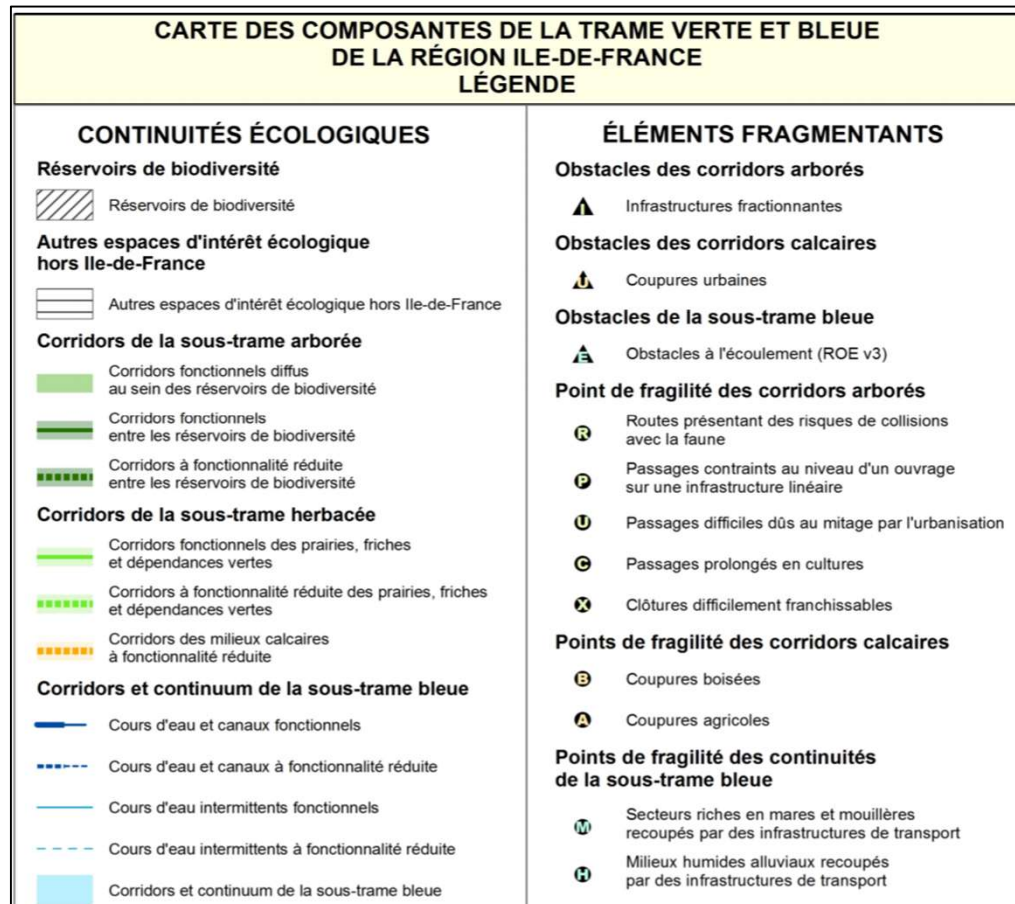 CARTE DES COMPOSANTES DE LA TRAME VERTE ET BLEUE
DE LA RÉGION ILE-DE-FRANCE
LÉGENDE
CONTINUITÉS ÉCOLOGIQUES
Réservoirs de biodiversité
Réservoirs de biodiversité
Autres espaces d'intérêt écologique
hors Ile-de-France
Autres espaces d'intérêt écologique hors Ile-de-France
Corridors de la sous-trame arborée
Corridors fonctionnels diffus
au sein des réservoirs de biodiversité
Corridors fonctionnels
entre les réservoirs de biodiversité
Corridors à fonctionnalité réduite
entre les réservoirs de biodiversité
Corridors de la sous-trame herbacée
Corridors fonctionnels des prairies, friches
et dépendances vertes
Corridors à fonctionnalité réduite des prairies, friches
et dépendances vertes
Corridors des milieux calcaires
à fonctionnalité réduite
Corridors et continuum de la sous-trame bleue
Cours d'eau et canaux fonctionnels
Cours d'eau et canaux à fonctionnalité réduite
Cours d'eau intermittents fonctionnels
Cours d'eau intermittents à fonctionnalité réduite
Corridors et continuum de la sous-trame bleue
ÉLÉMENTS FRAGMENTANTS
Obstacles des corridors arborés
I Infrastructures fractionnantes
Obstacles des corridors calcaires
U Coupures urbaines
Obstacles de la sous-trame bleue
E Obstacles à l'écoulement (ROE v3)
Point de fragilité des corridors arborés
R Routes présentant des risques de collisions
avec la faune
P Passages contraints au niveau d'un ouvrage
sur une infrastructure linéaire
U Passages difficiles dûs au mitage par l'urbanisation
C Passages prolongés en cultures
X Clôtures difficilement franchissables
Points de fragilité des corridors calcaires
B Coupures boisées
A Coupures agricoles
Points de fragilité des continuités
de la sous-trame bleue
M Secteurs riches en mares et mouillères
recoupés par des infrastructures de transport
H Milieux humides alluviaux recoupés
par des infrastructures de transport